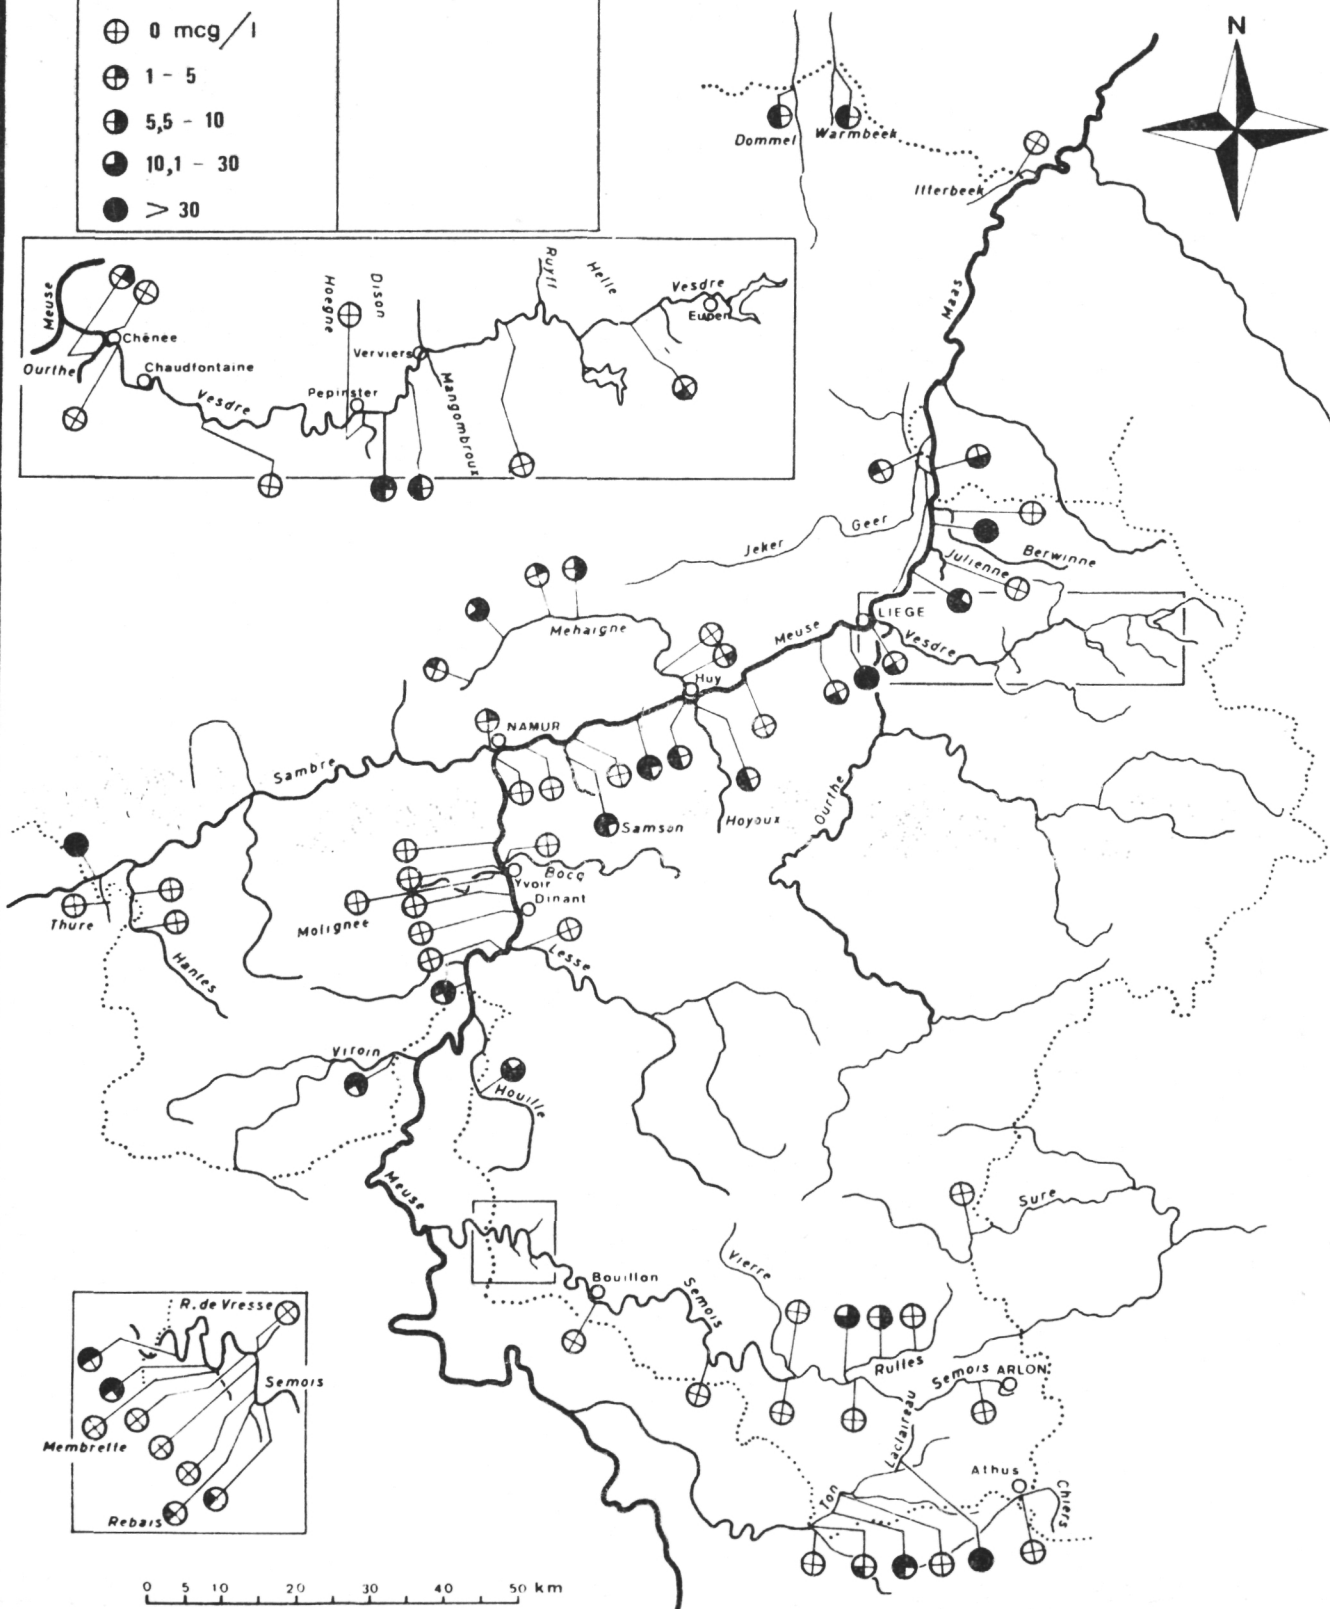 0 mcg/l
1 - 5
5,5 - 10
10,1 - 30
> 30
N
Dommel
Warmbeek
Itterbeek
Maas
Meuse
Chênee
Ourthe
Chaudfontaine
Vesdre
Hoegne
Dison
Pepinster
Verviers
Mangombroux
Ruyff
Helle
Vesdre
Eupen
Jeker
Geer
Berwinne
Julienne
LIEGE
Vesdre
Mehaigne
Meuse
Huy
NAMUR
Sambre
Samson
Hoyoux
Ourthe
Bocq
Yvoir
Dinant
Molignee
Thure
Hantes
Lesse
Viroin
Houille
Meuse
Sure
Vierre
Bouillon
Semois
R. de Vresse
Semois
Membrette
Rebais
Rulles
Semois
ARLON
Laclaireau
Ton
Athus
Chiers
0 5 10 20 30 40 50 km